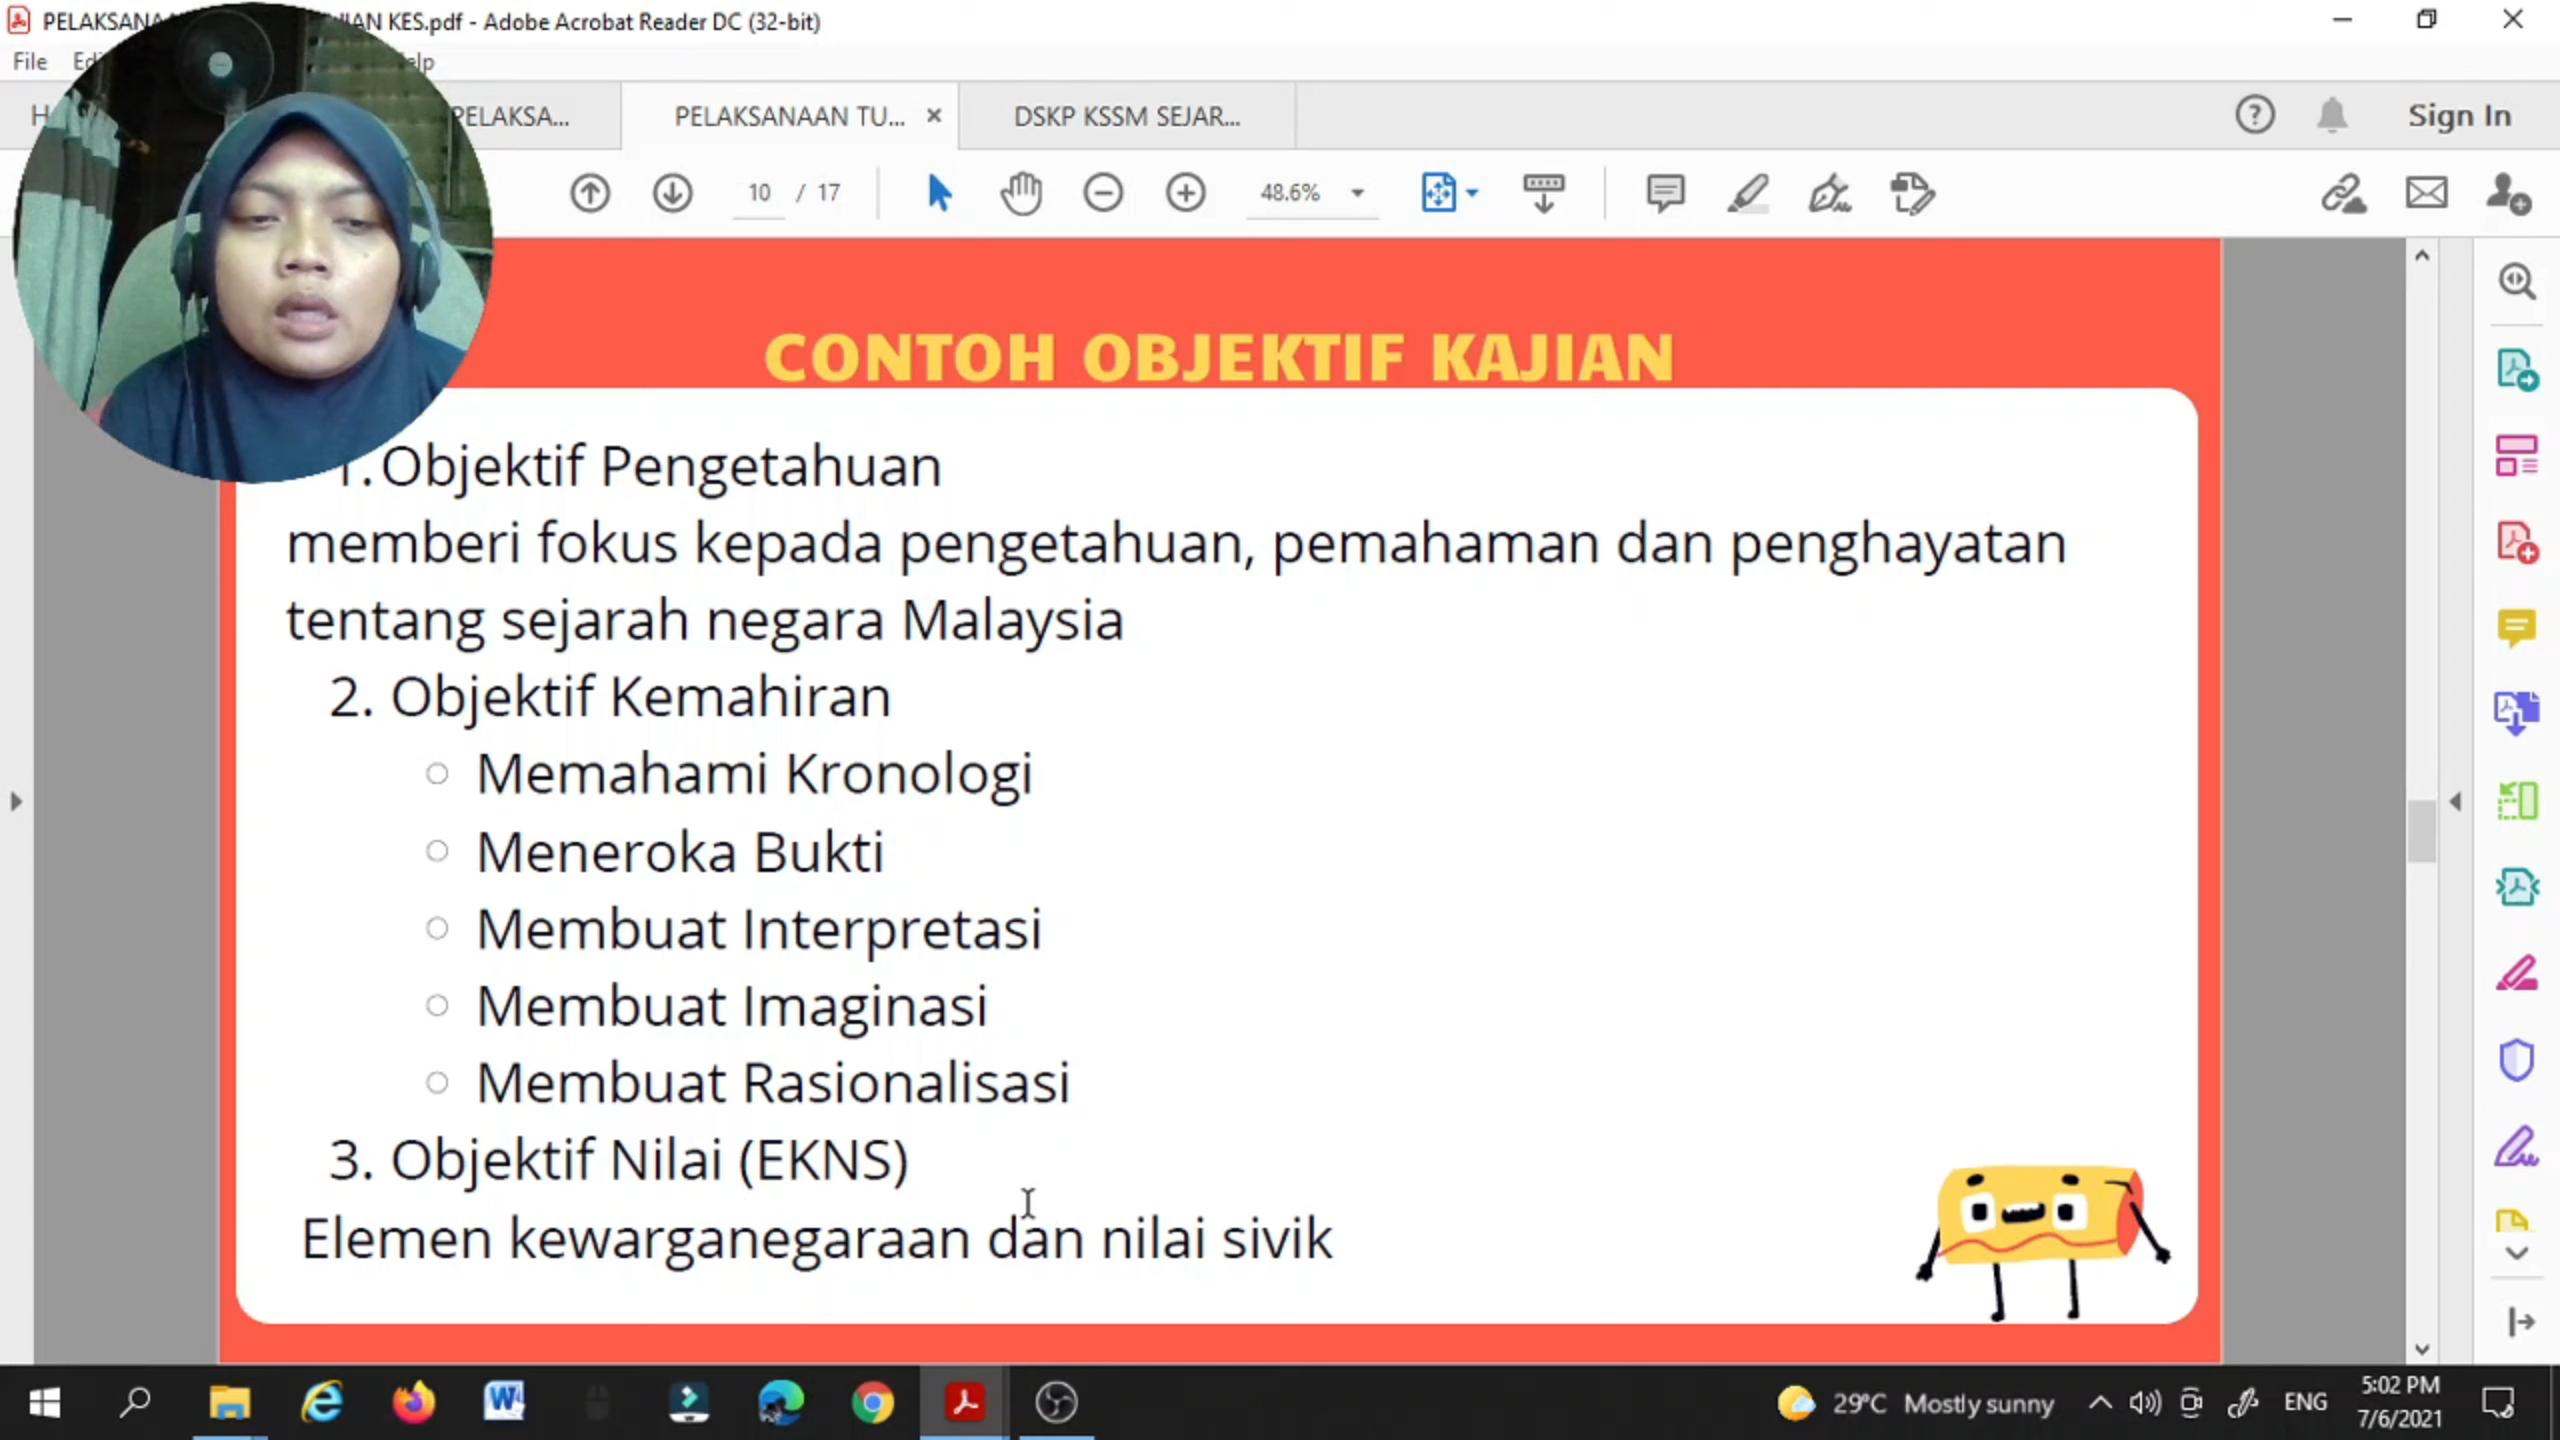 PELAKSANA
JIAN KES.pdf - Adobe Acrobat Reader DC (32-bit)
File
PELAKSA...
PELAKSANAAN TU...
DSKP KSSM SEJAR...
Sign In
10 / 17
48.6%
CONTOH OBJEKTIF KAJIAN
1. Objektif Pengetahuan
memberi fokus kepada pengetahuan, pemahaman dan penghayatan
tentang sejarah negara Malaysia
2. Objektif Kemahiran
Memahami Kronologi
Meneroka Bukti
Membuat Interpretasi
Membuat Imaginasi
Membuat Rasionalisasi
3. Objektif Nilai (EKNS)
Elemen kewarganegaraan dan nilai sivik
29°C Mostly sunny
ENG
5:02 PM
7/6/2021